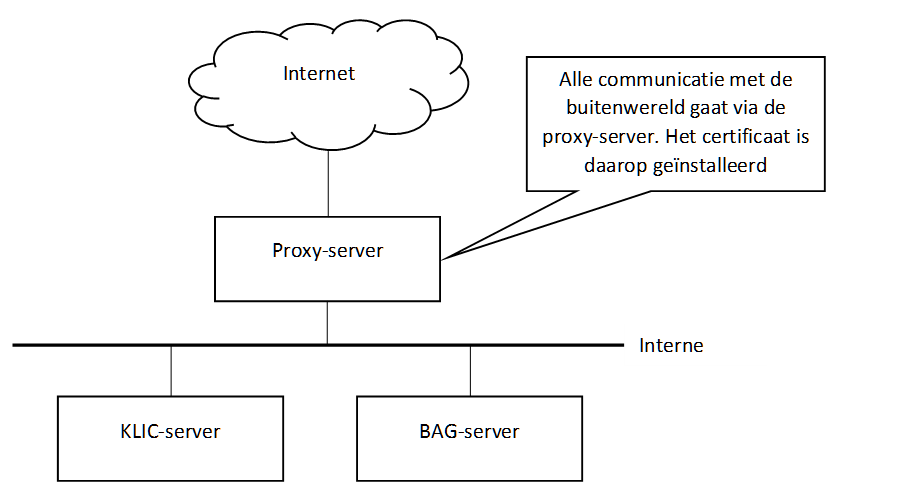 Internet
Alle communicatie met de
buitenwereld gaat via de
proxy-server. Het certificaat is
daarop geïnstalleerd
Proxy-server
Interne
KLIC-server
BAG-server